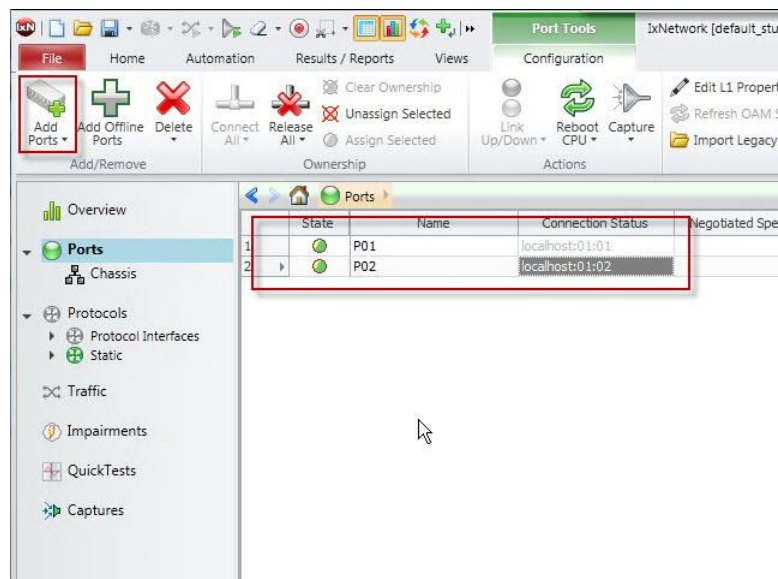 IxN Port Tools IxNetwork [default_stu
File Home Automation Results / Reports Views Configuration
Clear Ownership Edit L1 Propert
Unassign Selected Refresh OAM S
Add Ports Add Offline Ports Delete Connect All Release All Assign Selected Link Up/Down Reboot CPU Capture Import Legacy
Add/Remove Ownership Actions
Overview Ports
State Name Connection Status Negotiated Spe
Ports 1 P01 localhost:01:01
Chassis 2 P02 localhost:01:02
Protocols
Protocol Interfaces
Static
Traffic
Impairments
QuickTests
Captures